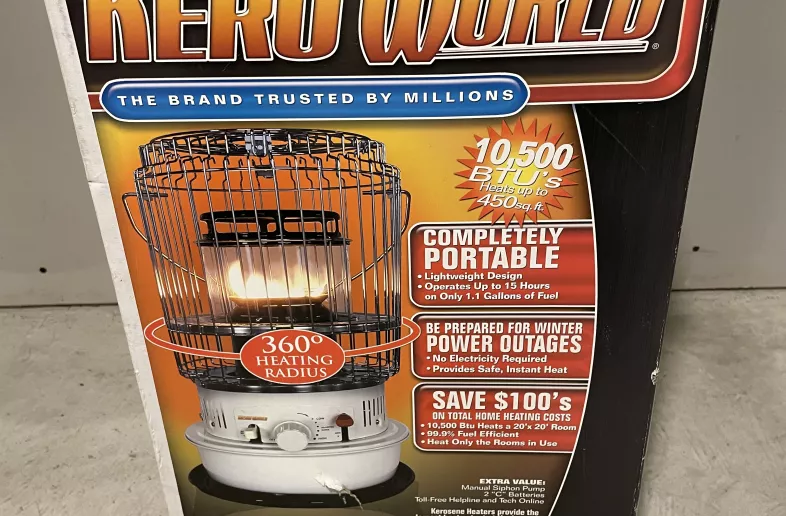 KERO WORLD
®
THE BRAND TRUSTED BY MILLIONS
10,500
BTU's
Heats up to
450sq.ft.
COMPLETELY
PORTABLE
• Lightweight Design
• Operates Up to 15 Hours
on Only 1.1 Gallons of Fuel
BE PREPARED FOR WINTER
POWER OUTAGES
• No Electricity Required
• Provides Safe, Instant Heat
360°
HEATING
RADIUS
SAVE $100's
ON TOTAL HOME HEATING COSTS
• 10,500 Btu Heats a 20'x 20' Room
• 99.9% Fuel Efficient
• Heat Only the Rooms in Use
EXTRA VALUE:
Manual Siphon Pump
2 "C" Batteries
Toll-Free Helpline and Tech Online
Kerosene Heaters provide the